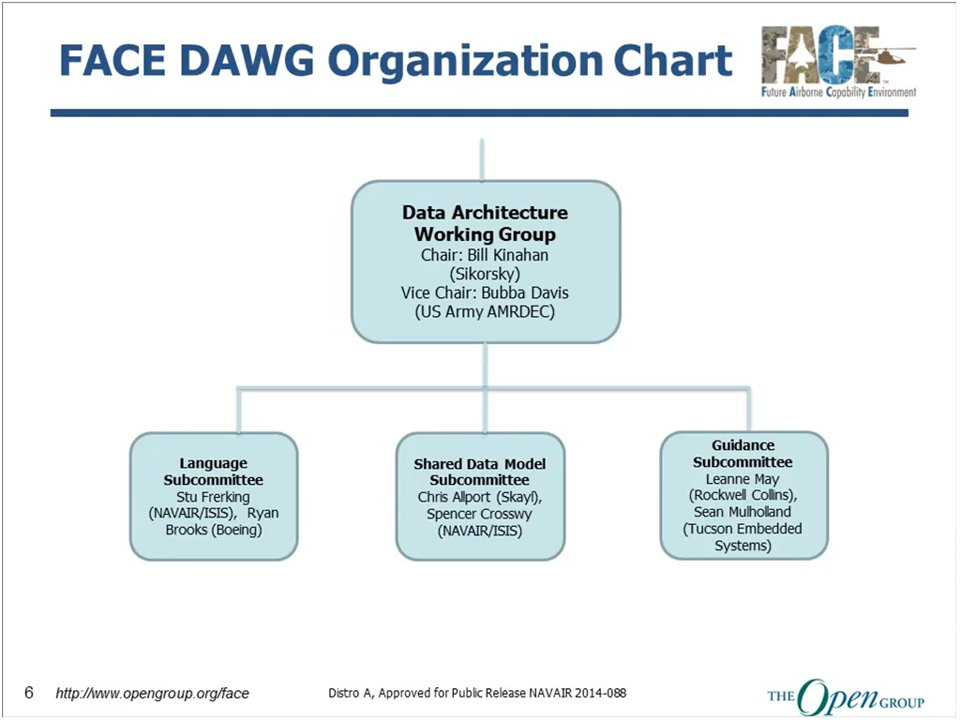 FACE DAWG Organization Chart
FACE
™
Future Airborne Capability Environment
Data Architecture
Working Group
Chair: Bill Kinahan
(Sikorsky)
Vice Chair: Bubba Davis
(US Army AMRDEC)
Language
Subcommittee
Stu Frerking
(NAVAIR/ISIS), Ryan
Brooks (Boeing)
Shared Data Model
Subcommittee
Chris Allport (Skayl),
Spencer Crosswy
(NAVAIR/ISIS)
Guidance
Subcommittee
Leanne May
(Rockwell Collins),
Sean Mulholland
(Tucson Embedded
Systems)
6 http://www.opengroup.org/face
Distro A, Approved for Public Release NAVAIR 2014-088
THE Open GROUP